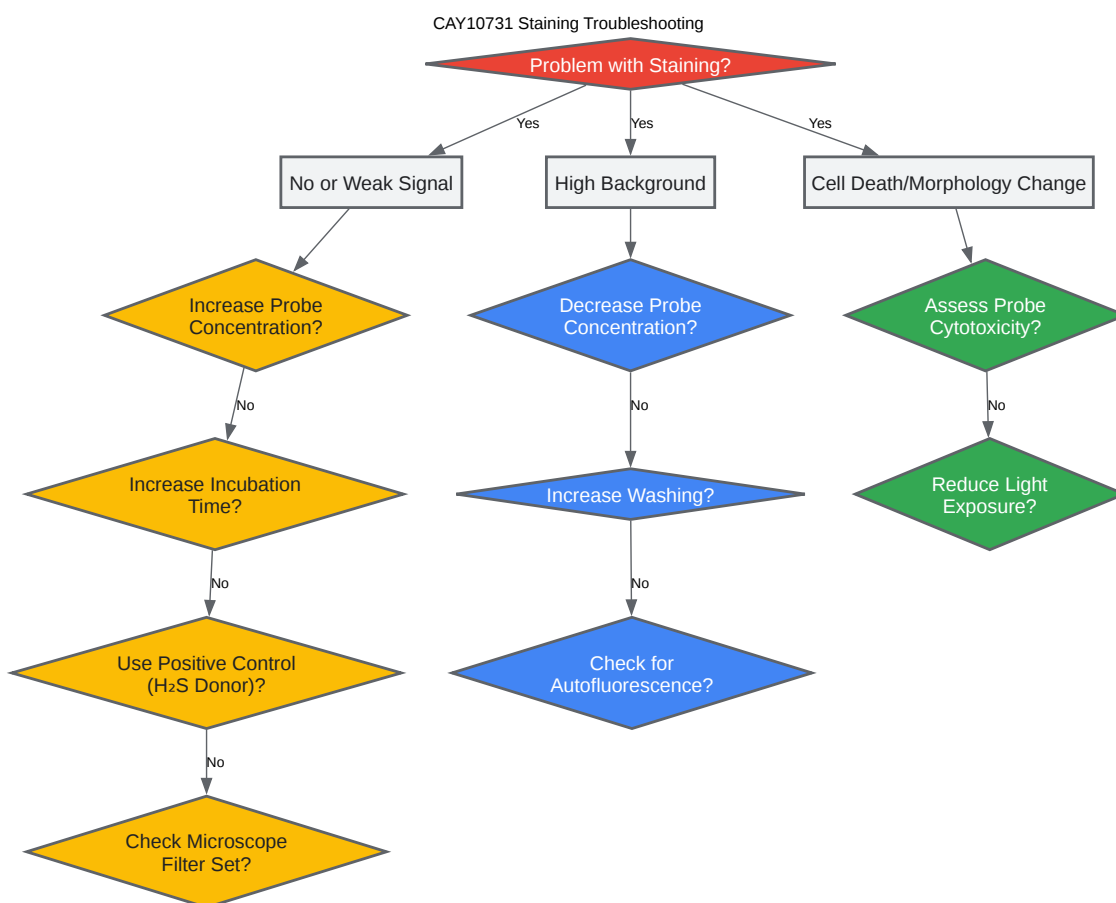 CAY10731 Staining Troubleshooting
Problem with Staining?
Yes
Yes
Yes
No or Weak Signal
High Background
Cell Death/Morphology Change
Increase Probe
Concentration?
Decrease Probe
Concentration?
Assess Probe
Cytotoxicity?
No
No
No
Increase Incubation
Time?
Increase Washing?
Reduce Light
Exposure?
No
No
Use Positive Control
(H₂S Donor)?
Check for
Autofluorescence?
No
Check Microscope
Filter Set?